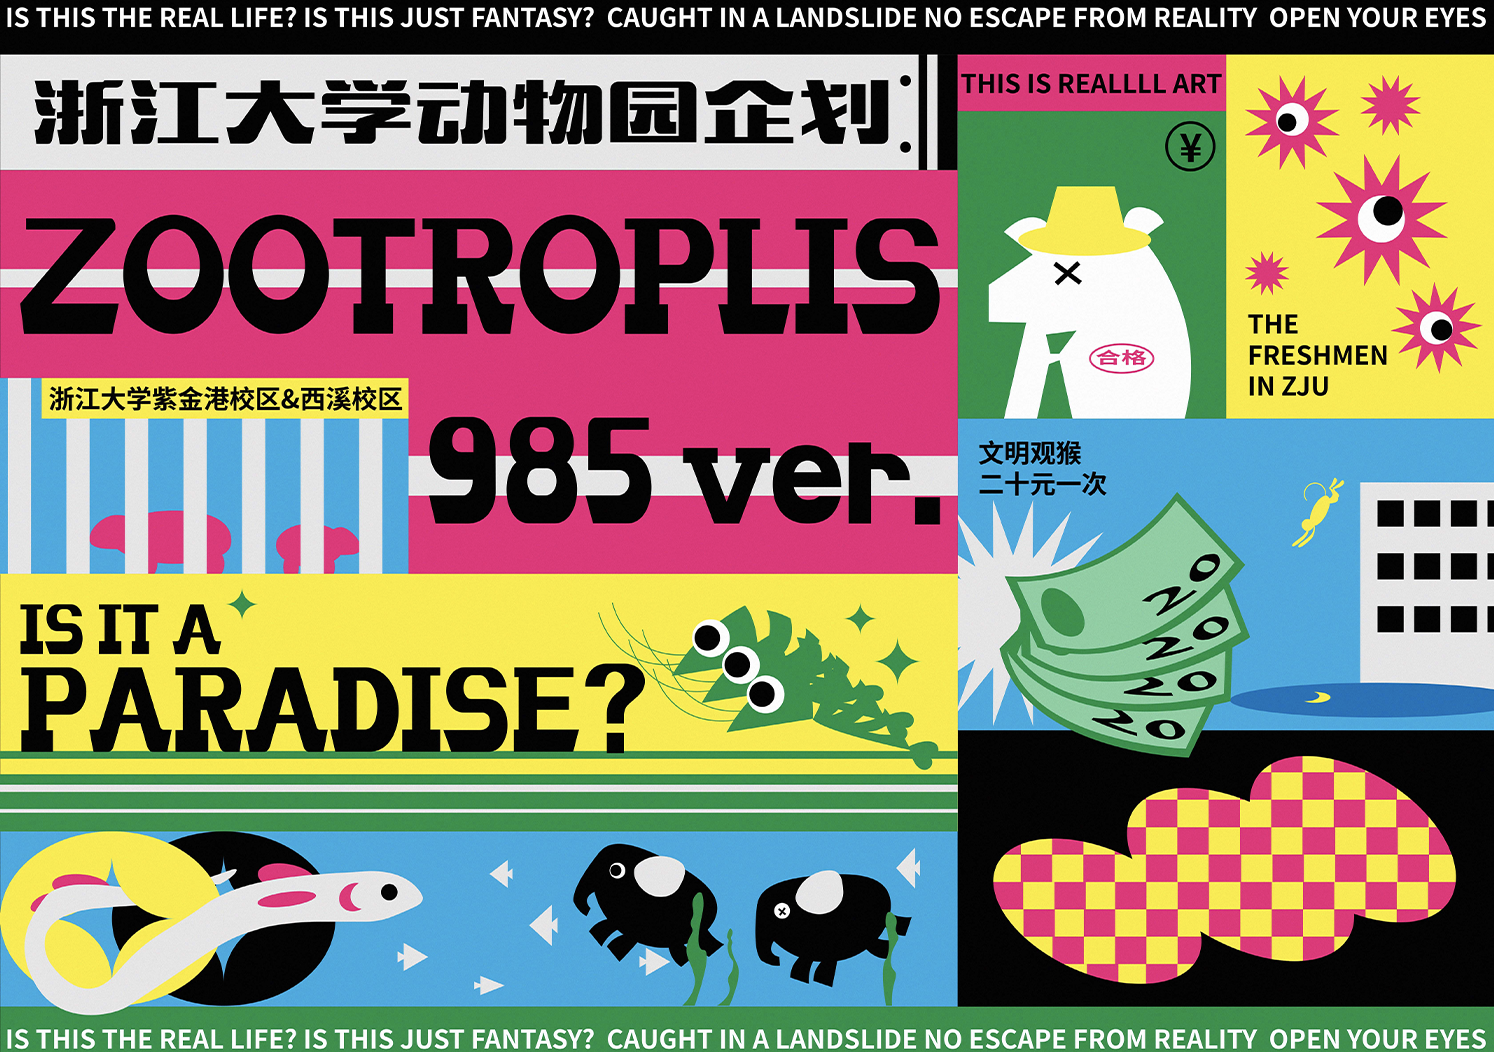 IS THIS THE REAL LIFE? IS THIS JUST FANTASY? CAUGHT IN A LANDSLIDE NO ESCAPE FROM REALITY OPEN YOUR EYES
浙江大学动物园企划:
ZOOTROPLIS
985 ver.
浙江大学紫金港校区&西溪校区
IS IT A
PARADISE?
THIS IS REALLLL ART
¥
合格
THE
FRESHMEN
IN ZJU
文明观猴
二十元一次
20
20
20
20
IS THIS THE REAL LIFE? IS THIS JUST FANTASY? CAUGHT IN A LANDSLIDE NO ESCAPE FROM REALITY OPEN YOUR EYES